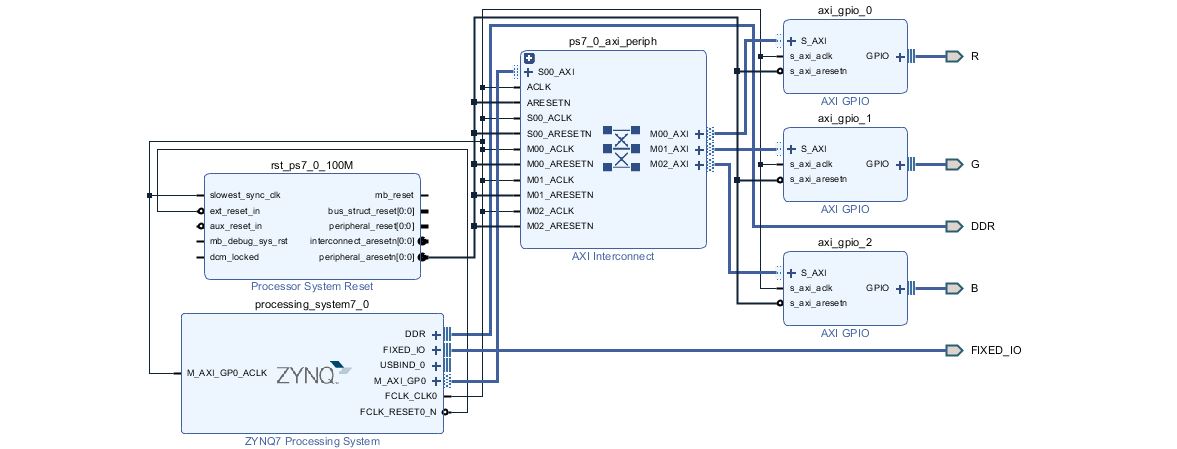 axi_gpio_0
S_AXI
s_axi_aclk
s_axi_aresetn
GPIO
R
AXI GPIO
ps7_0_axi_periph
S00_AXI
ACLK
ARESETN
S00_ACLK
S00_ARESETN
M00_ACLK
M00_ARESETN
M01_ACLK
M01_ARESETN
M02_ACLK
M02_ARESETN
M00_AXI
M01_AXI
M02_AXI
AXI Interconnect
axi_gpio_1
S_AXI
s_axi_aclk
s_axi_aresetn
GPIO
G
AXI GPIO
DDR
rst_ps7_0_100M
slowest_sync_clk
ext_reset_in
aux_reset_in
mb_debug_sys_rst
dcm_locked
mb_reset
bus_struct_reset[0:0]
peripheral_reset[0:0]
interconnect_aresetn[0:0]
peripheral_aresetn[0:0]
Processor System Reset
axi_gpio_2
S_AXI
s_axi_aclk
s_axi_aresetn
GPIO
B
AXI GPIO
processing_system7_0
M_AXI_GP0_ACLK
ZYNQ
DDR
FIXED_IO
USBIND_0
M_AXI_GP0
FCLK_CLK0
FCLK_RESET0_N
ZYNQ7 Processing System
FIXED_IO